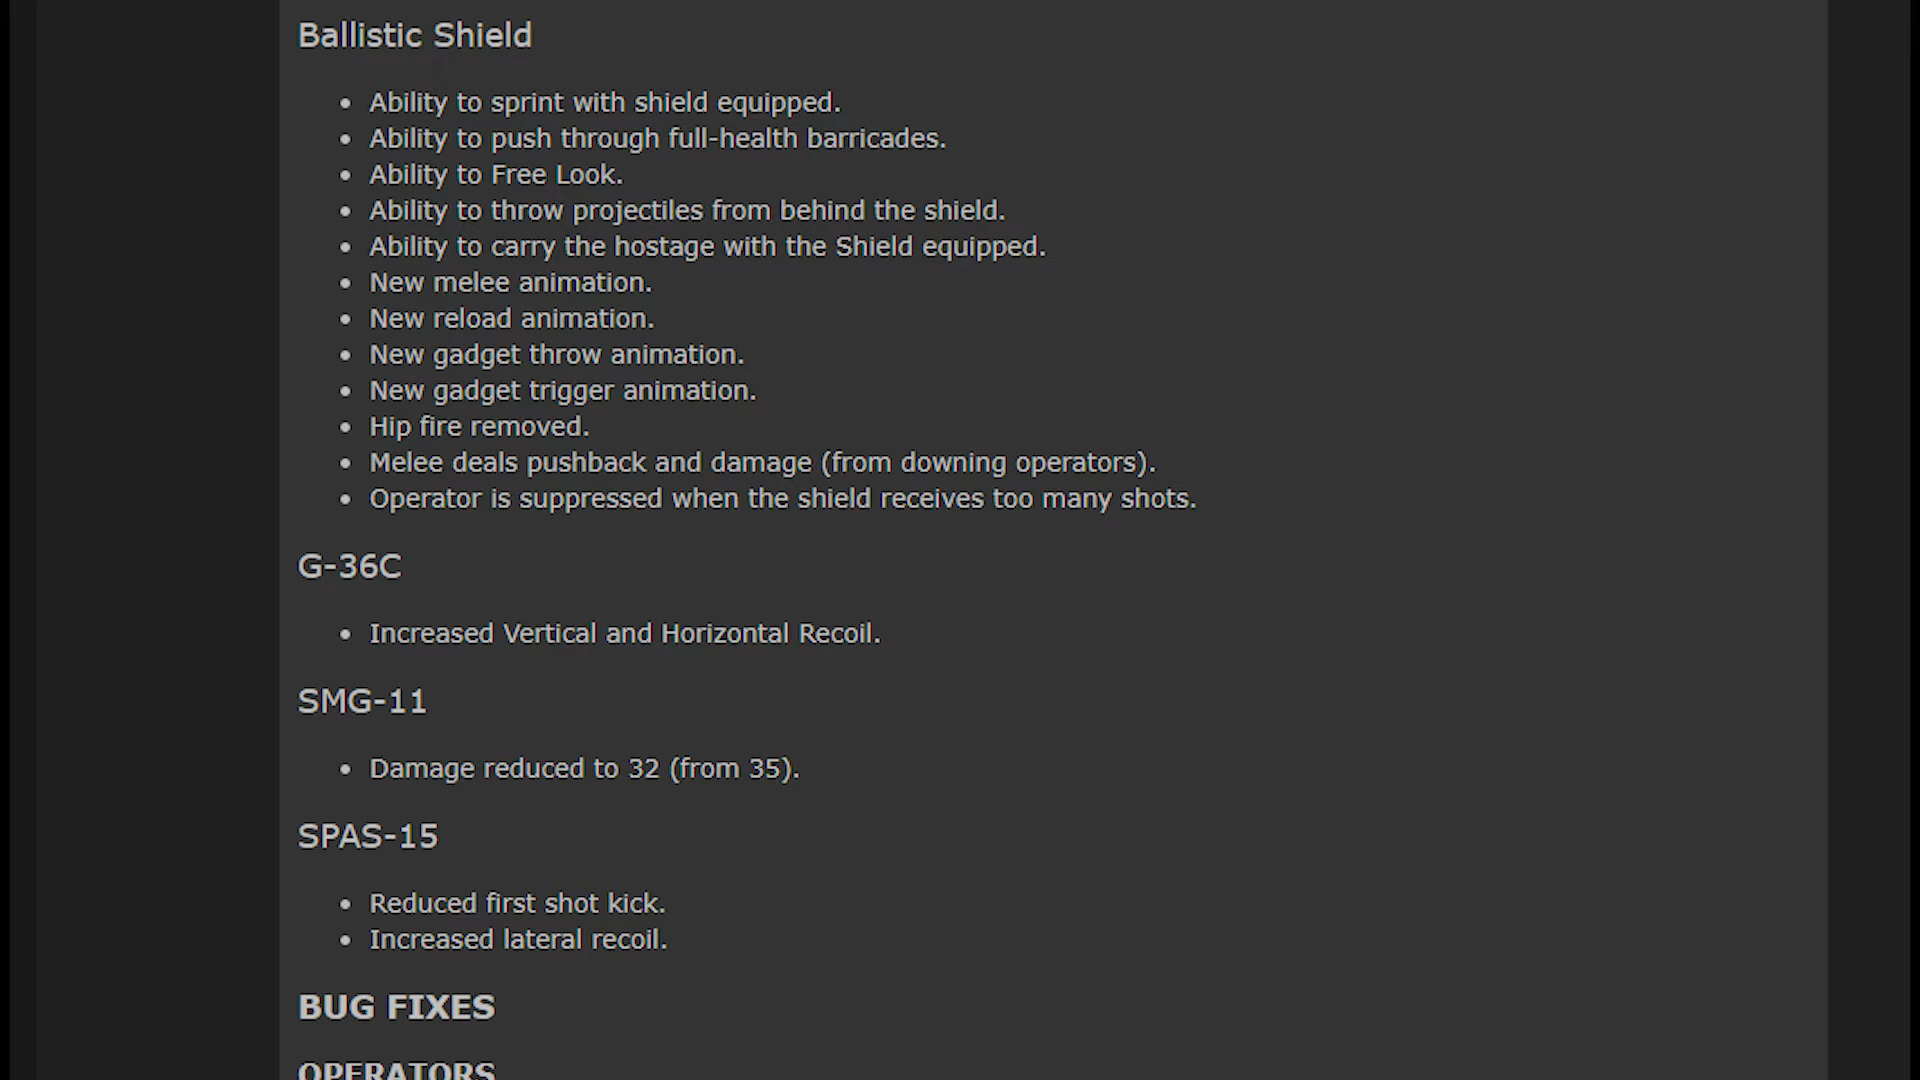 Ballistic Shield
• Ability to sprint with shield equipped.
• Ability to push through full-health barricades.
• Ability to Free Look.
• Ability to throw projectiles from behind the shield.
• Ability to carry the hostage with the Shield equipped.
• New melee animation.
• New reload animation.
• New gadget throw animation.
• New gadget trigger animation.
• Hip fire removed.
• Melee deals pushback and damage (from downing operators).
• Operator is suppressed when the shield receives too many shots.
G-36C
• Increased Vertical and Horizontal Recoil.
SMG-11
• Damage reduced to 32 (from 35).
SPAS-15
• Reduced first shot kick.
• Increased lateral recoil.
BUG FIXES
OPERATORS